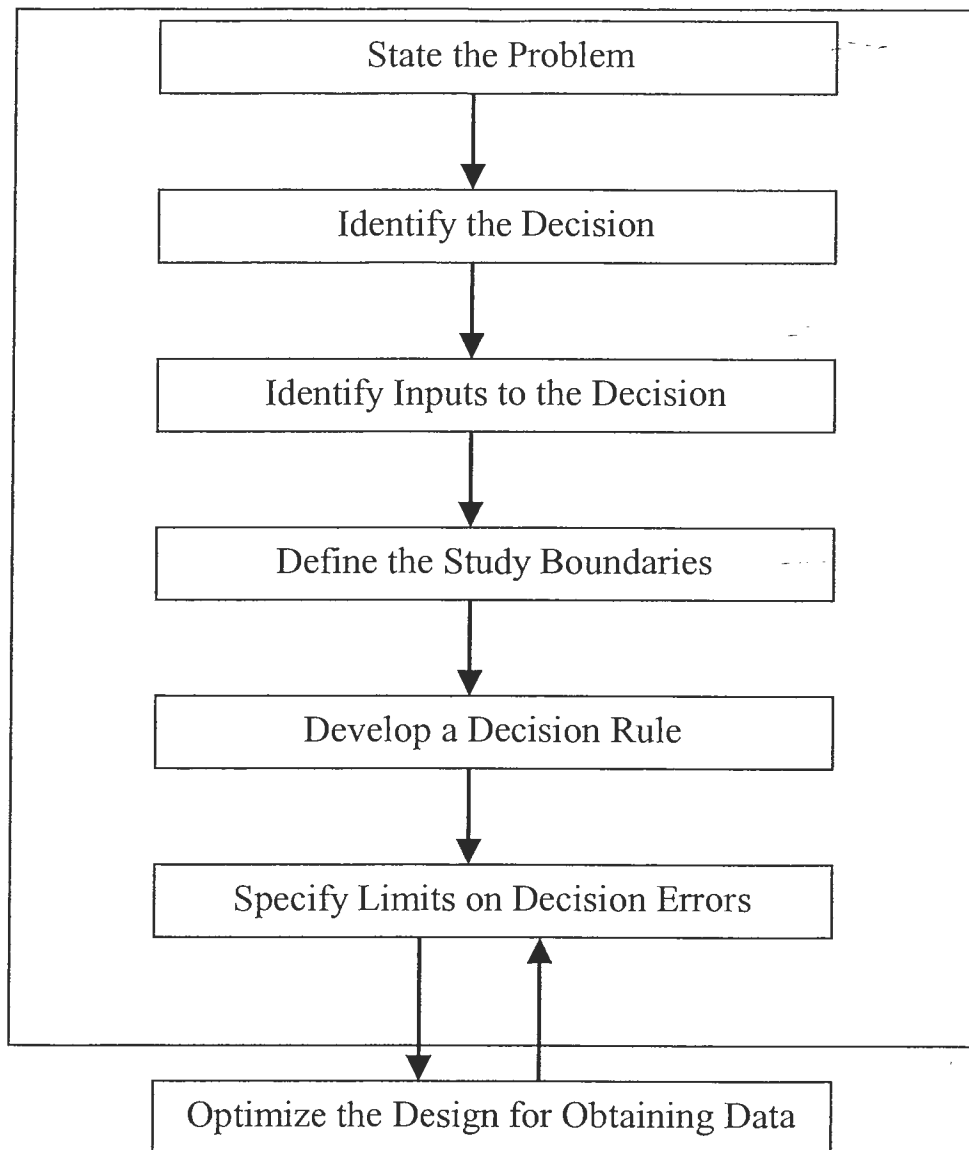 State the Problem
Identify the Decision
Identify Inputs to the Decision
Define the Study Boundaries
Develop a Decision Rule
Specify Limits on Decision Errors
Optimize the Design for Obtaining Data